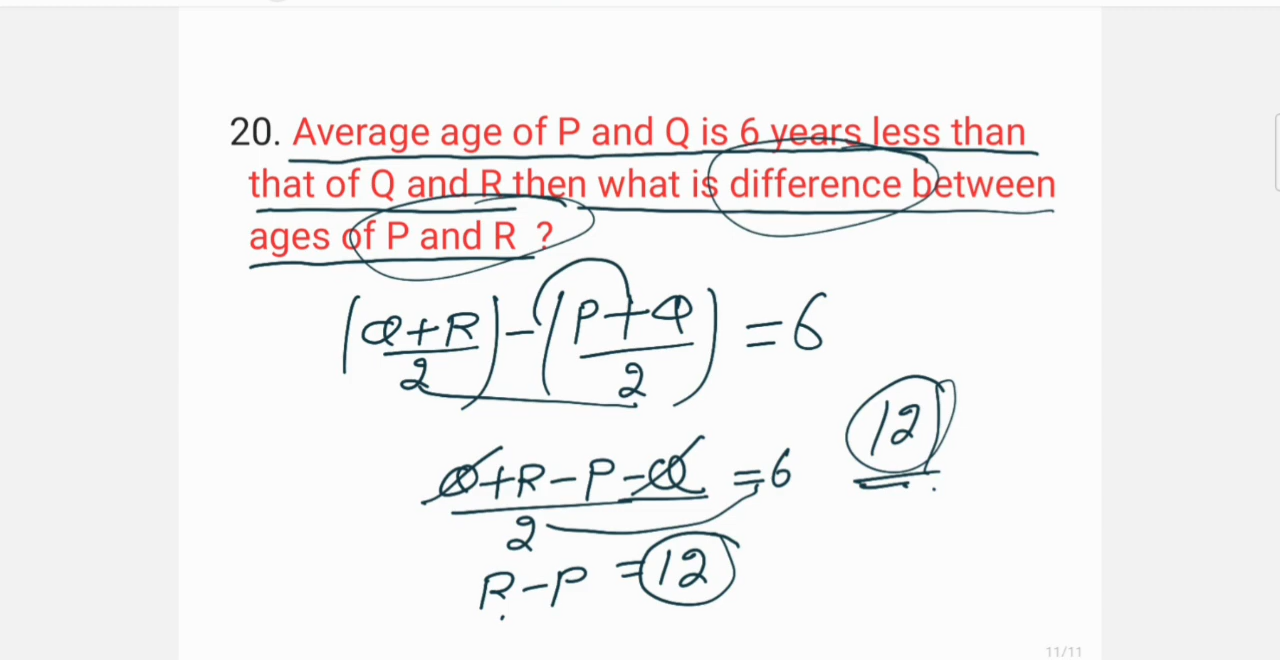 20. Average age of P and Q is 6 years less than
that of Q and R then what is difference between
ages of P and R ?
(Q+R/2) - (P+Q/2) = 6
Q+R-P-Q/2 = 6
12
R-P = 12
11/11